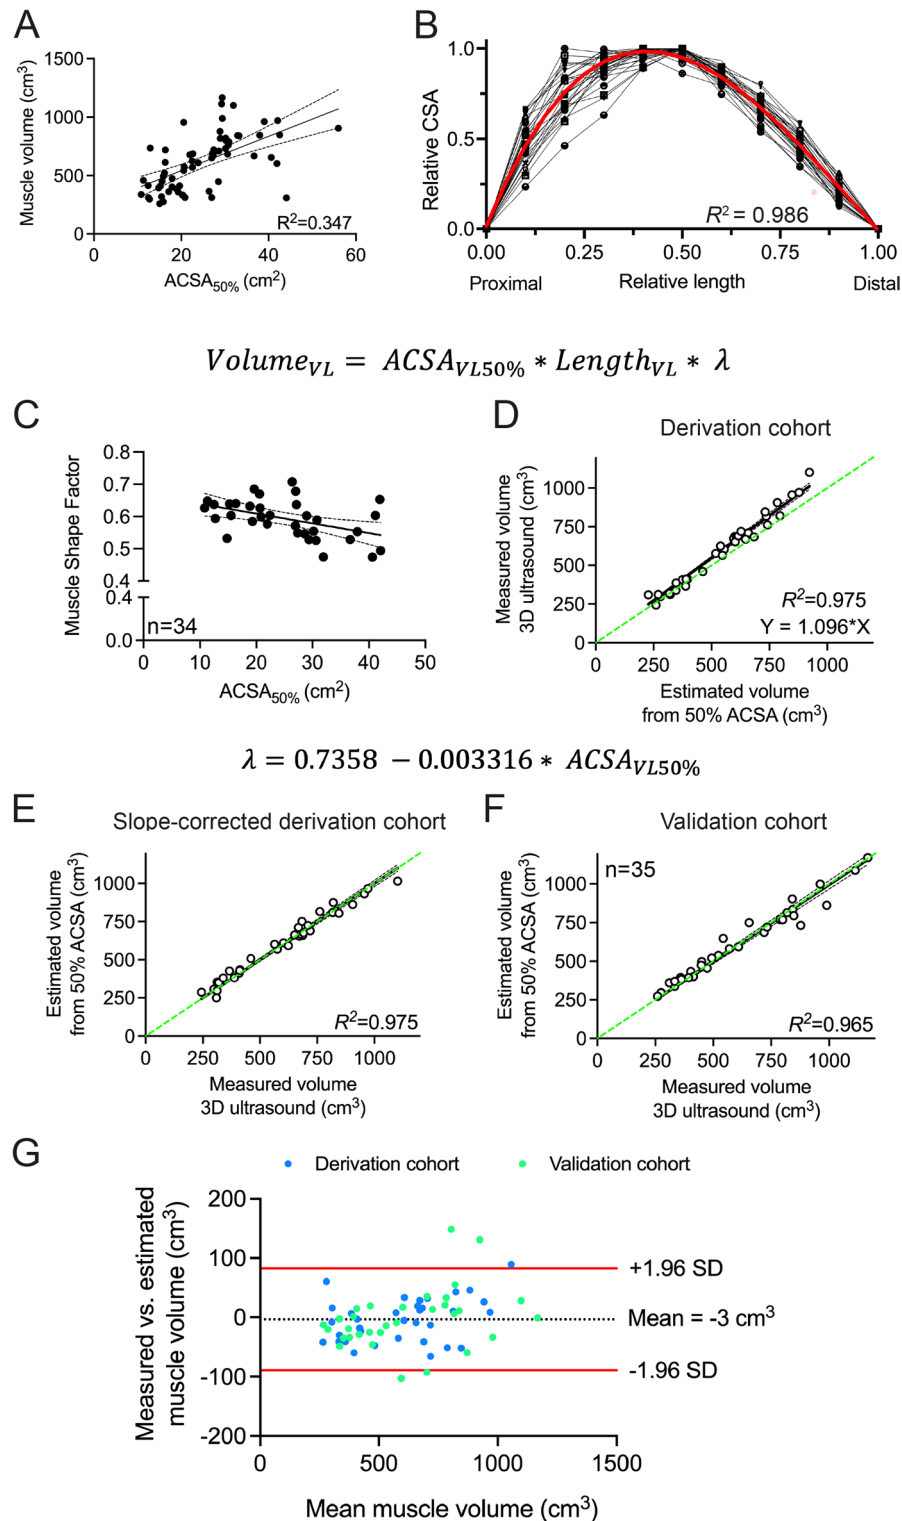 A
Muscle volume (cm³)
1500
1000
500
0
0 20 40 60
R²=0.347
ACSA50% (cm²)
B
Relative CSA
1.0
0.5
0.0
0.00 0.25 0.50 0.75 1.00
R² = 0.986
Proximal Relative length Distal
VolumeVL = ACSAVL50% * LengthVL * λ
C
Muscle Shape Factor
0.8
0.7
0.6
0.5
0.4
0.4
0.0
n=34
0 10 20 30 40 50
ACSA50% (cm²)
D
Derivation cohort
Measured volume
3D ultrasound (cm³)
1000
750
500
250
0
R²=0.975
Y = 1.096*X
0 250 500 750 1000
Estimated volume
from 50% ACSA (cm³)
λ = 0.7358 − 0.003316 * ACSAVL50%
E
Slope-corrected derivation cohort
Estimated volume
from 50% ACSA (cm³)
1000
750
500
250
0
R²=0.975
0 250 500 750 1000
Measured volume
3D ultrasound (cm³)
F
Validation cohort
n=35
Estimated volume
from 50% ACSA (cm³)
1000
750
500
250
0
R²=0.965
0 250 500 750 1000
Measured volume
3D ultrasound (cm³)
G
Derivation cohort
Validation cohort
Measured vs. estimated
muscle volume (cm³)
200
100
0
-100
-200
+1.96 SD
Mean = -3 cm³
-1.96 SD
0 500 1000 1500
Mean muscle volume (cm³)